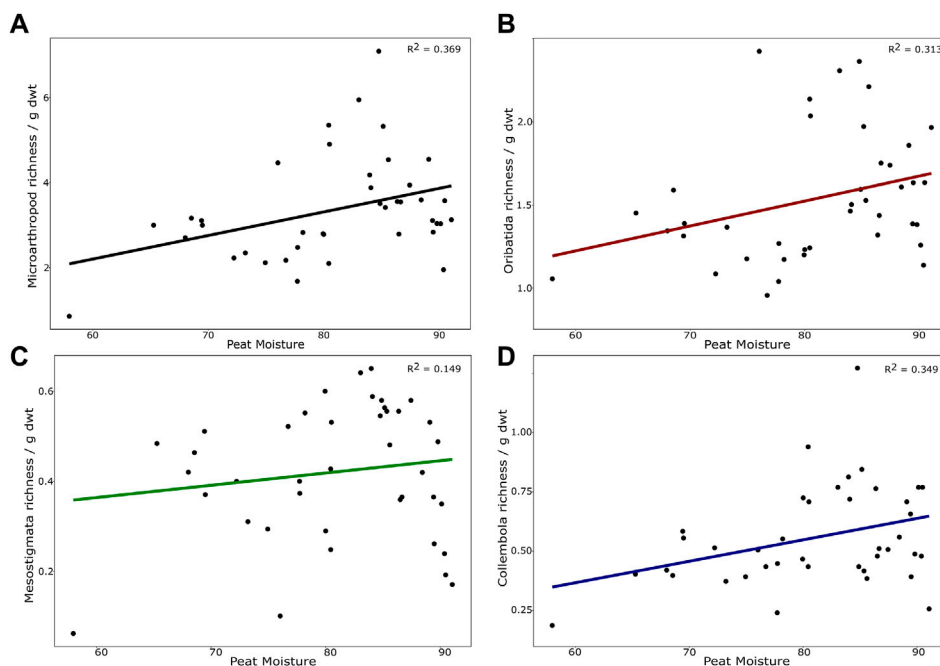 A
R2 = 0.369
Microarthropod richness / g dwt
6
4
2
60 70 80 90
Peat Moisture
B
R2 = 0.313
Oribatida richness / g dwt
2.0
1.5
1.0
60 70 80 90
Peat Moisture
C
R2 = 0.149
Mesostigmata richness / g dwt
0.6
0.4
0.2
60 70 80 90
Peat Moisture
D
R2 = 0.349
Collembola richness / g dwt
1.00
0.75
0.50
0.25
60 70 80 90
Peat Moisture